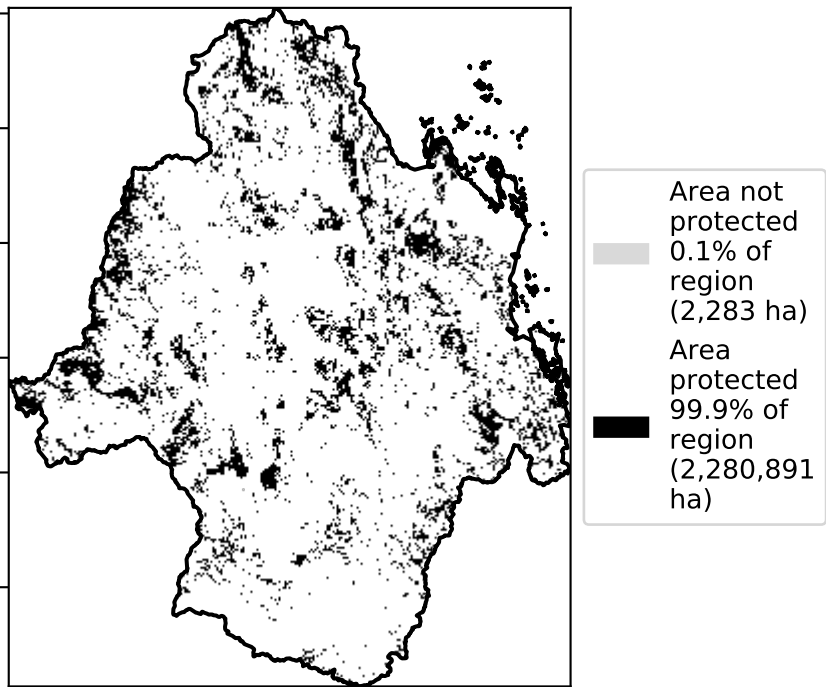 Area not
protected
0.1% of
region
(2,283 ha)
Area
protected
99.9% of
region
(2,280,891
ha)